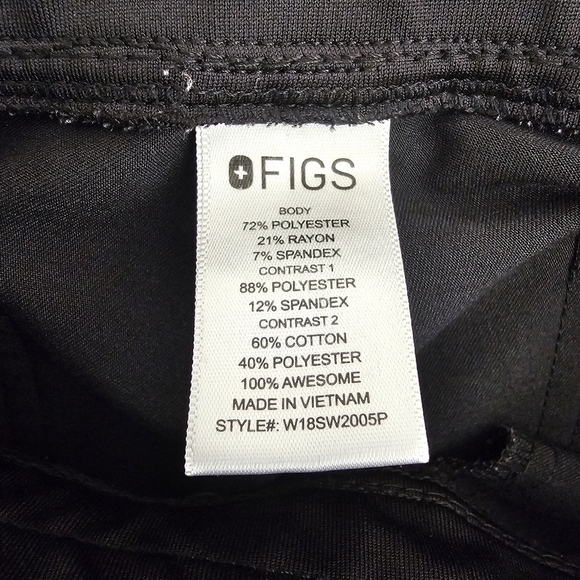 FIGS
BODY
72% POLYESTER
21% RAYON
7% SPANDEX
CONTRAST 1
88% POLYESTER
12% SPANDEX
CONTRAST 2
60% COTTON
40% POLYESTER
100% AWESOME
MADE IN VIETNAM
STYLE#: W18SW2005P